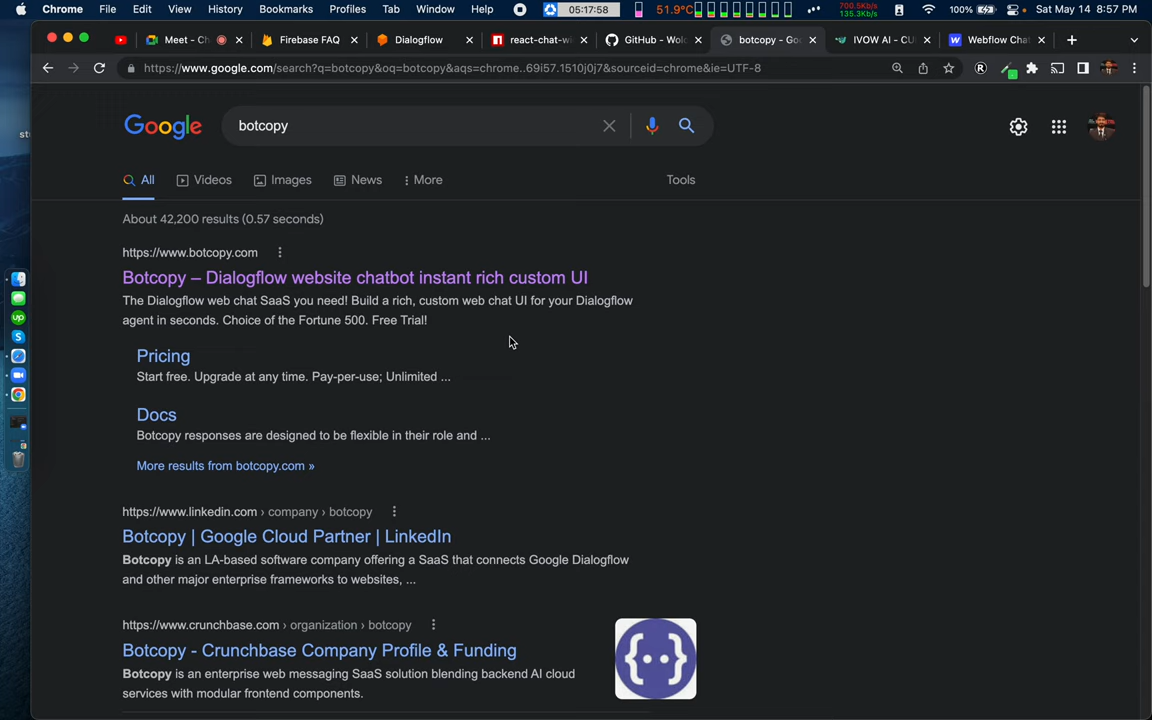 Chrome File Edit View History Bookmarks Profiles Tab Window Help 05:17:58 51.9°C 700.5Kb/s 135.3Kb/s 100% Sat May 14 8:57 PM
Meet - Ch Firebase FAQ Dialogflow react-chat-wi GitHub - Wolo botcopy - Goo IVOW AI - CU Webflow Chat
https://www.google.com/search?q=botcopy&oq=botcopy&aqs=chrome..69i57.1510j0j7&sourceid=chrome&ie=UTF-8
Google botcopy
All Videos Images News More Tools
About 42,200 results (0.57 seconds)
https://www.botcopy.com
Botcopy – Dialogflow website chatbot instant rich custom UI
The Dialogflow web chat SaaS you need! Build a rich, custom web chat UI for your Dialogflow
agent in seconds. Choice of the Fortune 500. Free Trial!
Pricing
Start free. Upgrade at any time. Pay-per-use; Unlimited ...
Docs
Botcopy responses are designed to be flexible in their role and ...
More results from botcopy.com »
https://www.linkedin.com › company › botcopy
Botcopy | Google Cloud Partner | LinkedIn
Botcopy is an LA-based software company offering a SaaS that connects Google Dialogflow
and other major enterprise frameworks to websites, ...
https://www.crunchbase.com › organization › botcopy
Botcopy - Crunchbase Company Profile & Funding
Botcopy is an enterprise web messaging SaaS solution blending backend AI cloud
services with modular frontend components.